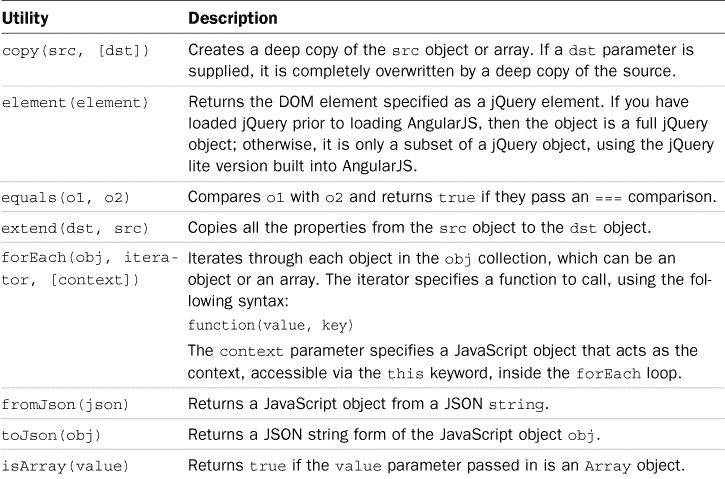 Utility Description
copy(src, [dst]) Creates a deep copy of the src object or array. If a dst parameter is
supplied, it is completely overwritten by a deep copy of the source.
element(element) Returns the DOM element specified as a jQuery element. If you have
loaded jQuery prior to loading AngularJS, then the object is a full jQuery
object; otherwise, it is only a subset of a jQuery object, using the jQuery
lite version built into AngularJS.
equals(o1, o2) Compares o1 with o2 and returns true if they pass an === comparison.
extend(dst, src) Copies all the properties from the src object to the dst object.
forEach(obj, itera- Iterates through each object in the obj collection, which can be an
tor, [context]) object or an array. The iterator specifies a function to call, using the fol-
lowing syntax:
function(value, key)
The context parameter specifies a JavaScript object that acts as the
context, accessible via the this keyword, inside the forEach loop.
fromJson(json) Returns a JavaScript object from a JSON string.
toJson(obj) Returns a JSON string form of the JavaScript object obj.
isArray(value) Returns true if the value parameter passed in is an Array object.